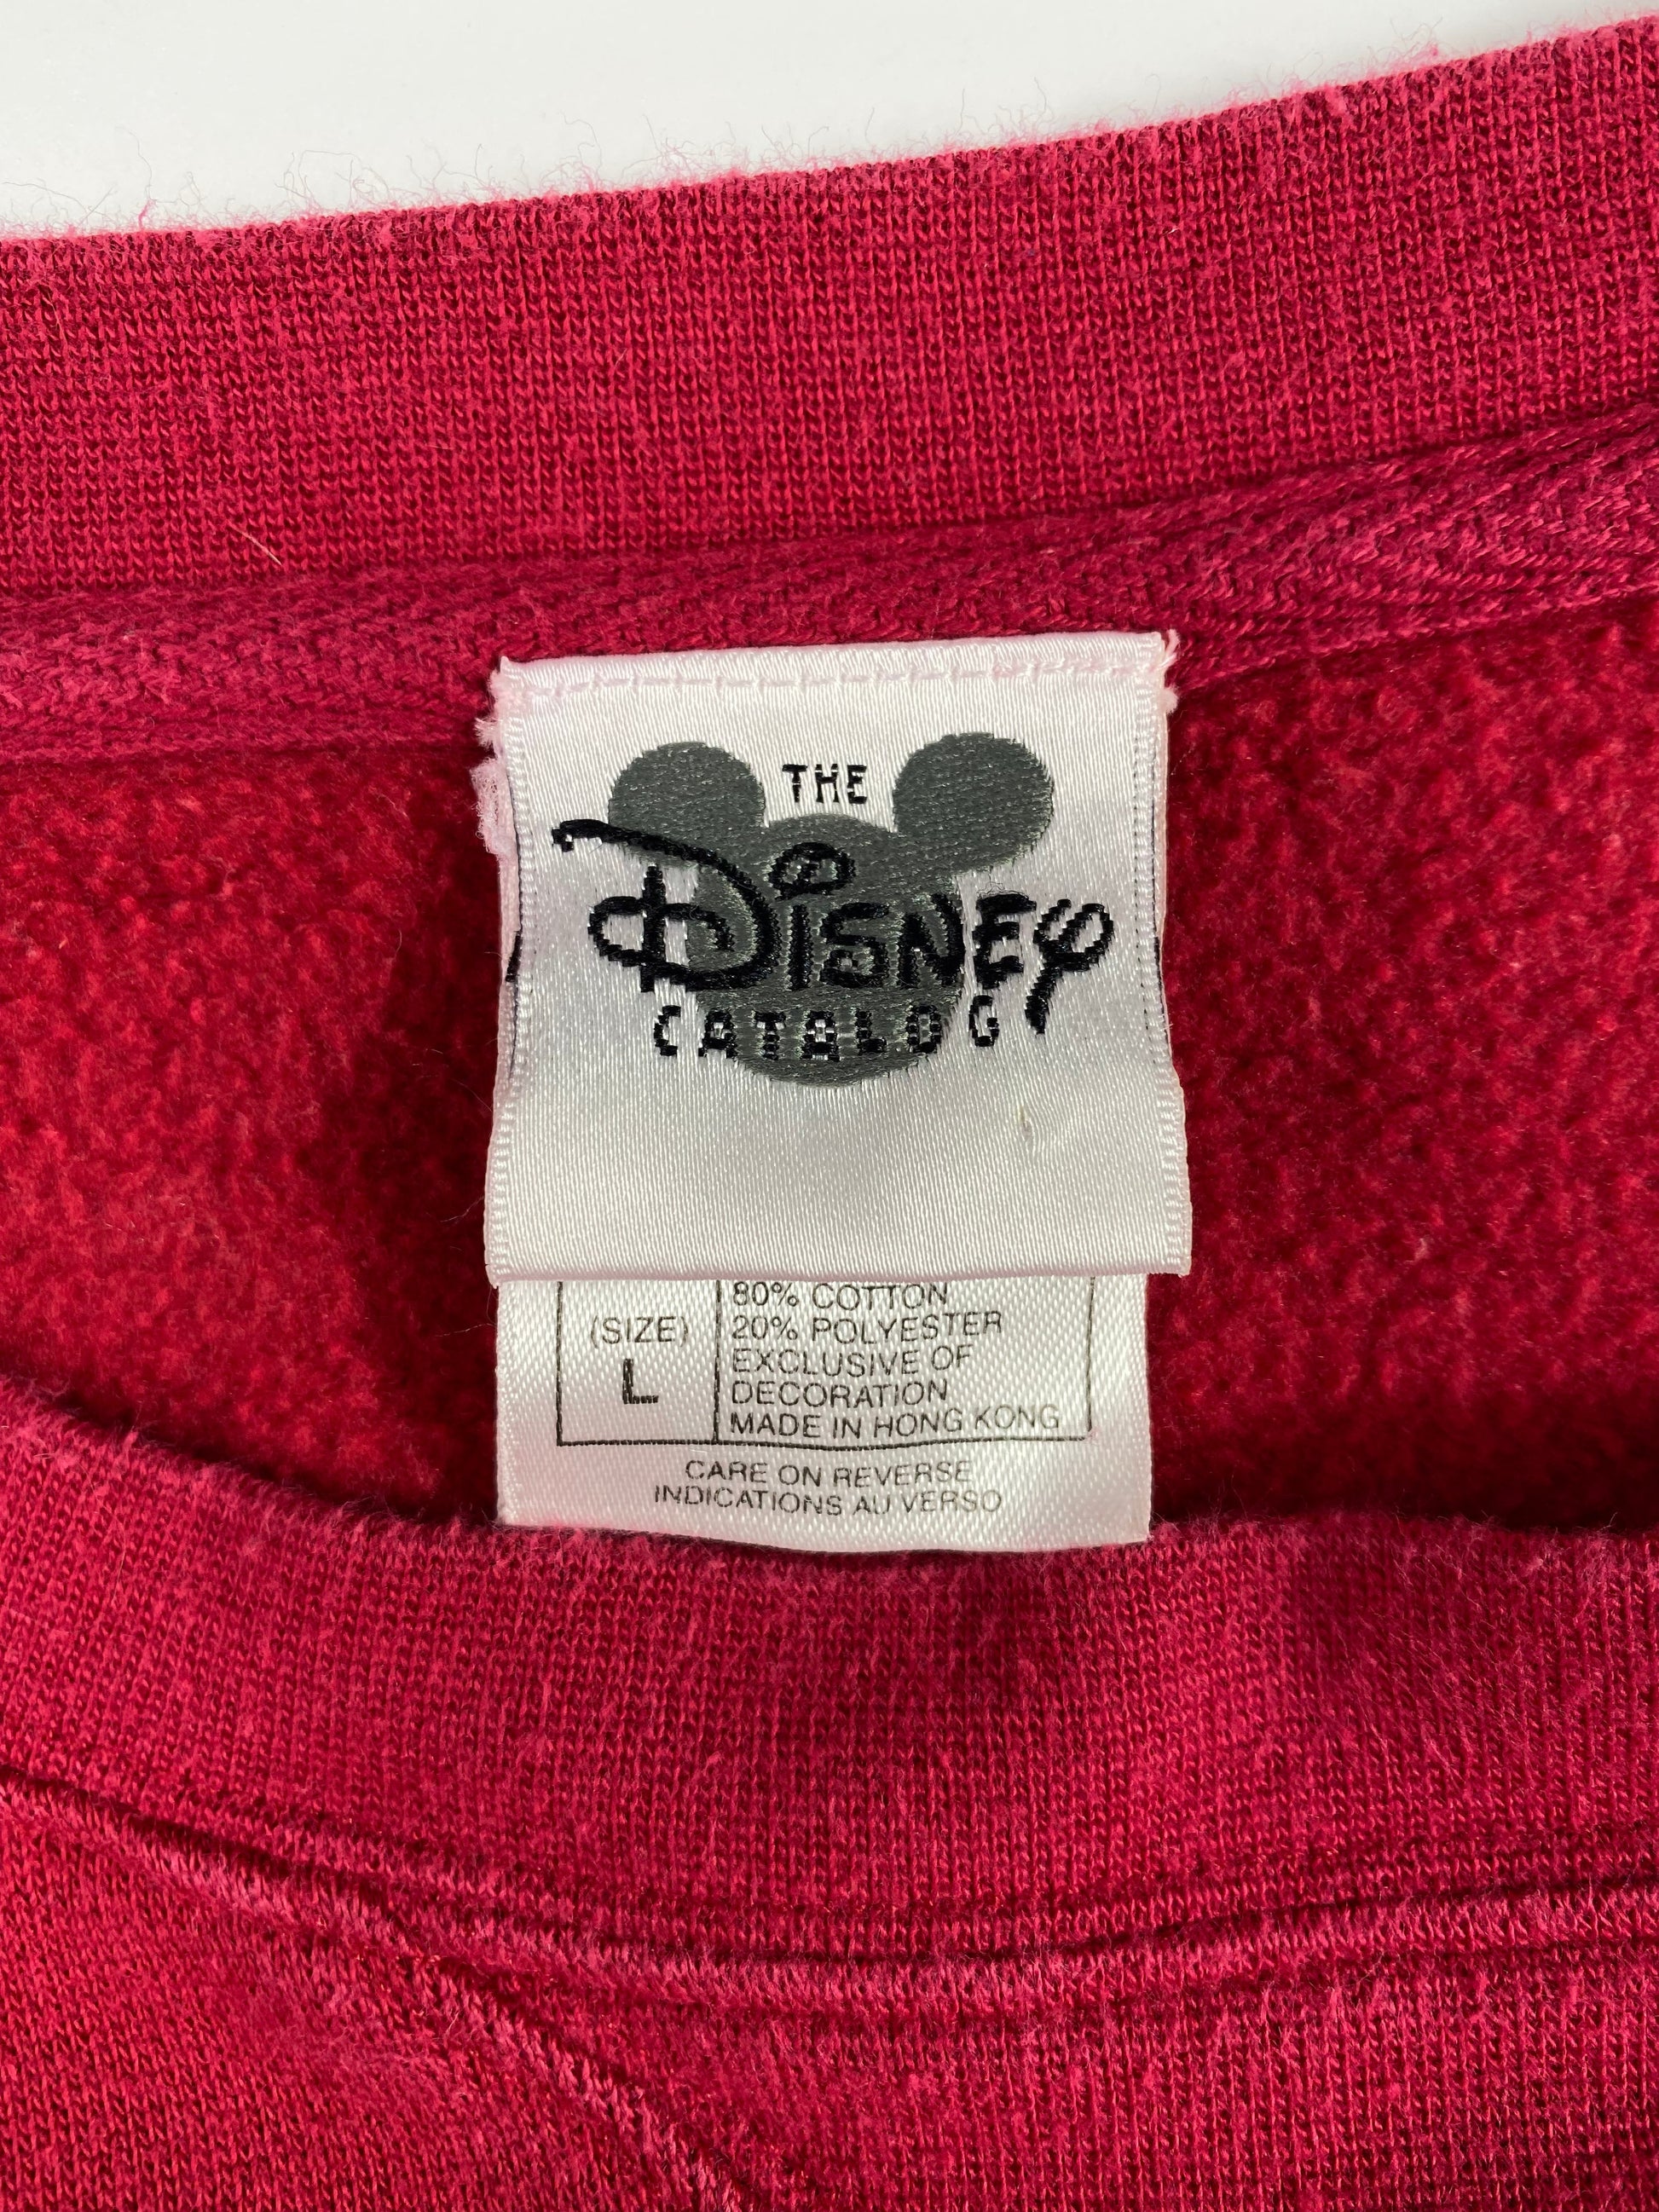 THE
Disney
CATALOG
(SIZE)
L
80% COTTON
20% POLYESTER
EXCLUSIVE OF
DECORATION
MADE IN HONG KONG
CARE ON REVERSE
INDICATIONS AU VERSO